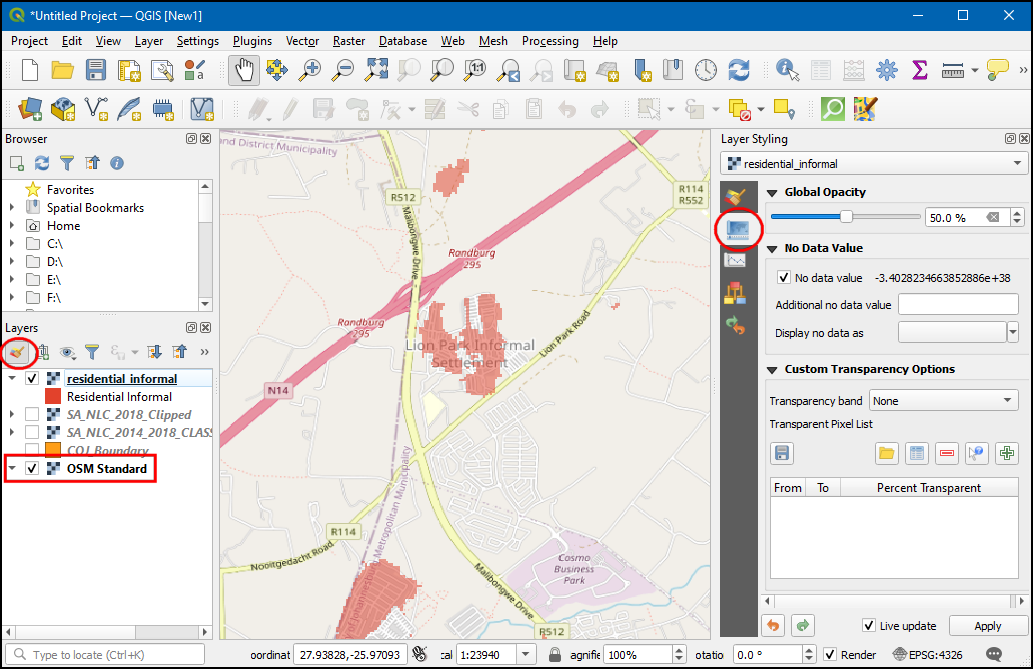 *Untitled Project — QGIS [New1]
Project Edit View Layer Settings Plugins Vector Raster Database Web Mesh Processing Help
Browser
Favorites
Spatial Bookmarks
Home
C:\
D:\
E:\
F:\
Layers
residential_informal
Residential Informal
SA_NLC_2018_Clipped
SA_NLC_2014_2018_CLASS
COJ_Boundary
OSM Standard
nd District Municipality
R512
Malibongwe Drive
R114
R552
Randburg
295
Randburg
295
Lion Park Road
Lion Park Informal
Settlement
N14
R114
Nooitgedacht Road
Metropolitan Municipality
of Johannesburg
Malibongwe Drive
Cosmo
Business
Park
R512
Layer Styling
residential_informal
Global Opacity
50.0 %
No Data Value
No data value -3.4028234663852886e+38
Additional no data value
Display no data as
Custom Transparency Options
Transparency band None
Transparent Pixel List
From To Percent Transparent
Live update Apply
Type to locate (Ctrl+K) oordinat 27.93828,-25.97093 cal 1:23940 agnifie 100% otatio 0.0 ° Render EPSG:4326